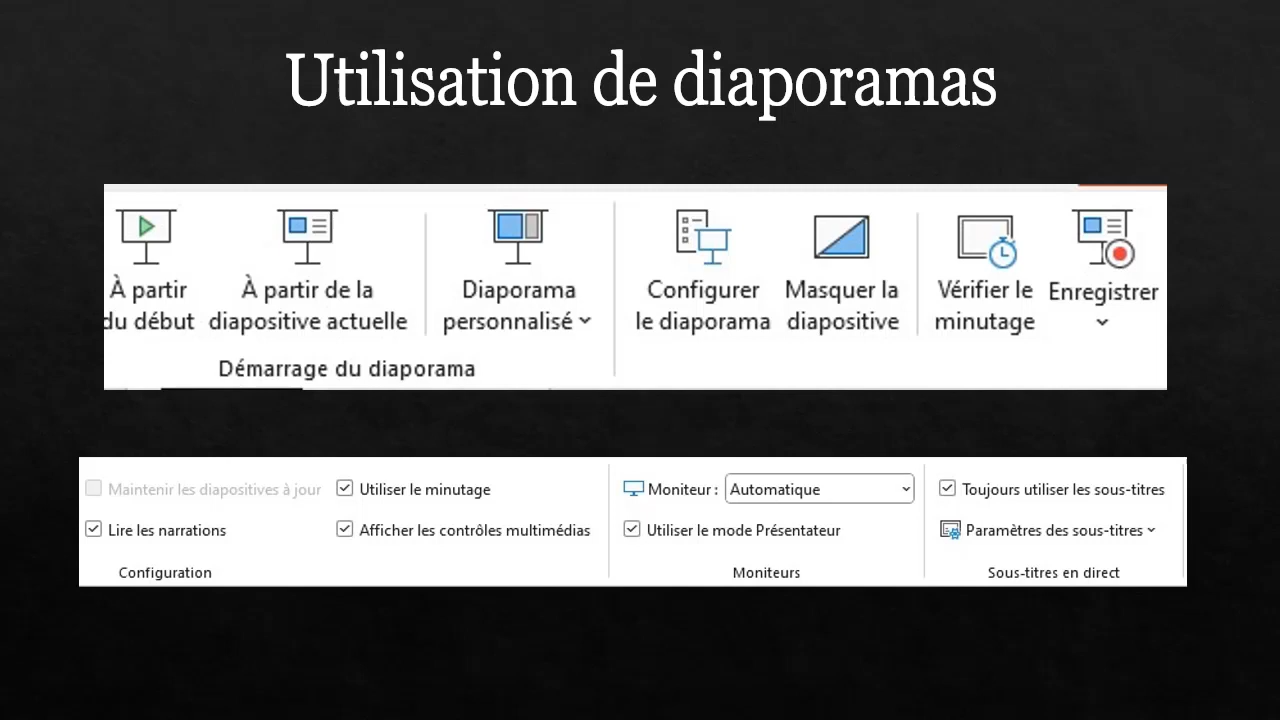 Utilisation de diaporamas
À partir
du début
À partir de la
diapositive actuelle
Diaporama
personnalisé
Configurer
le diaporama
Masquer la
diapositive
Vérifier le
minutage
Enregistrer
Démarrage du diaporama
Maintenir les diapositives à jour
Utiliser le minutage
Lire les narrations
Afficher les contrôles multimédias
Configuration
Moniteur : Automatique
Utiliser le mode Présentateur
Moniteurs
Toujours utiliser les sous-titres
Paramètres des sous-titres
Sous-titres en direct